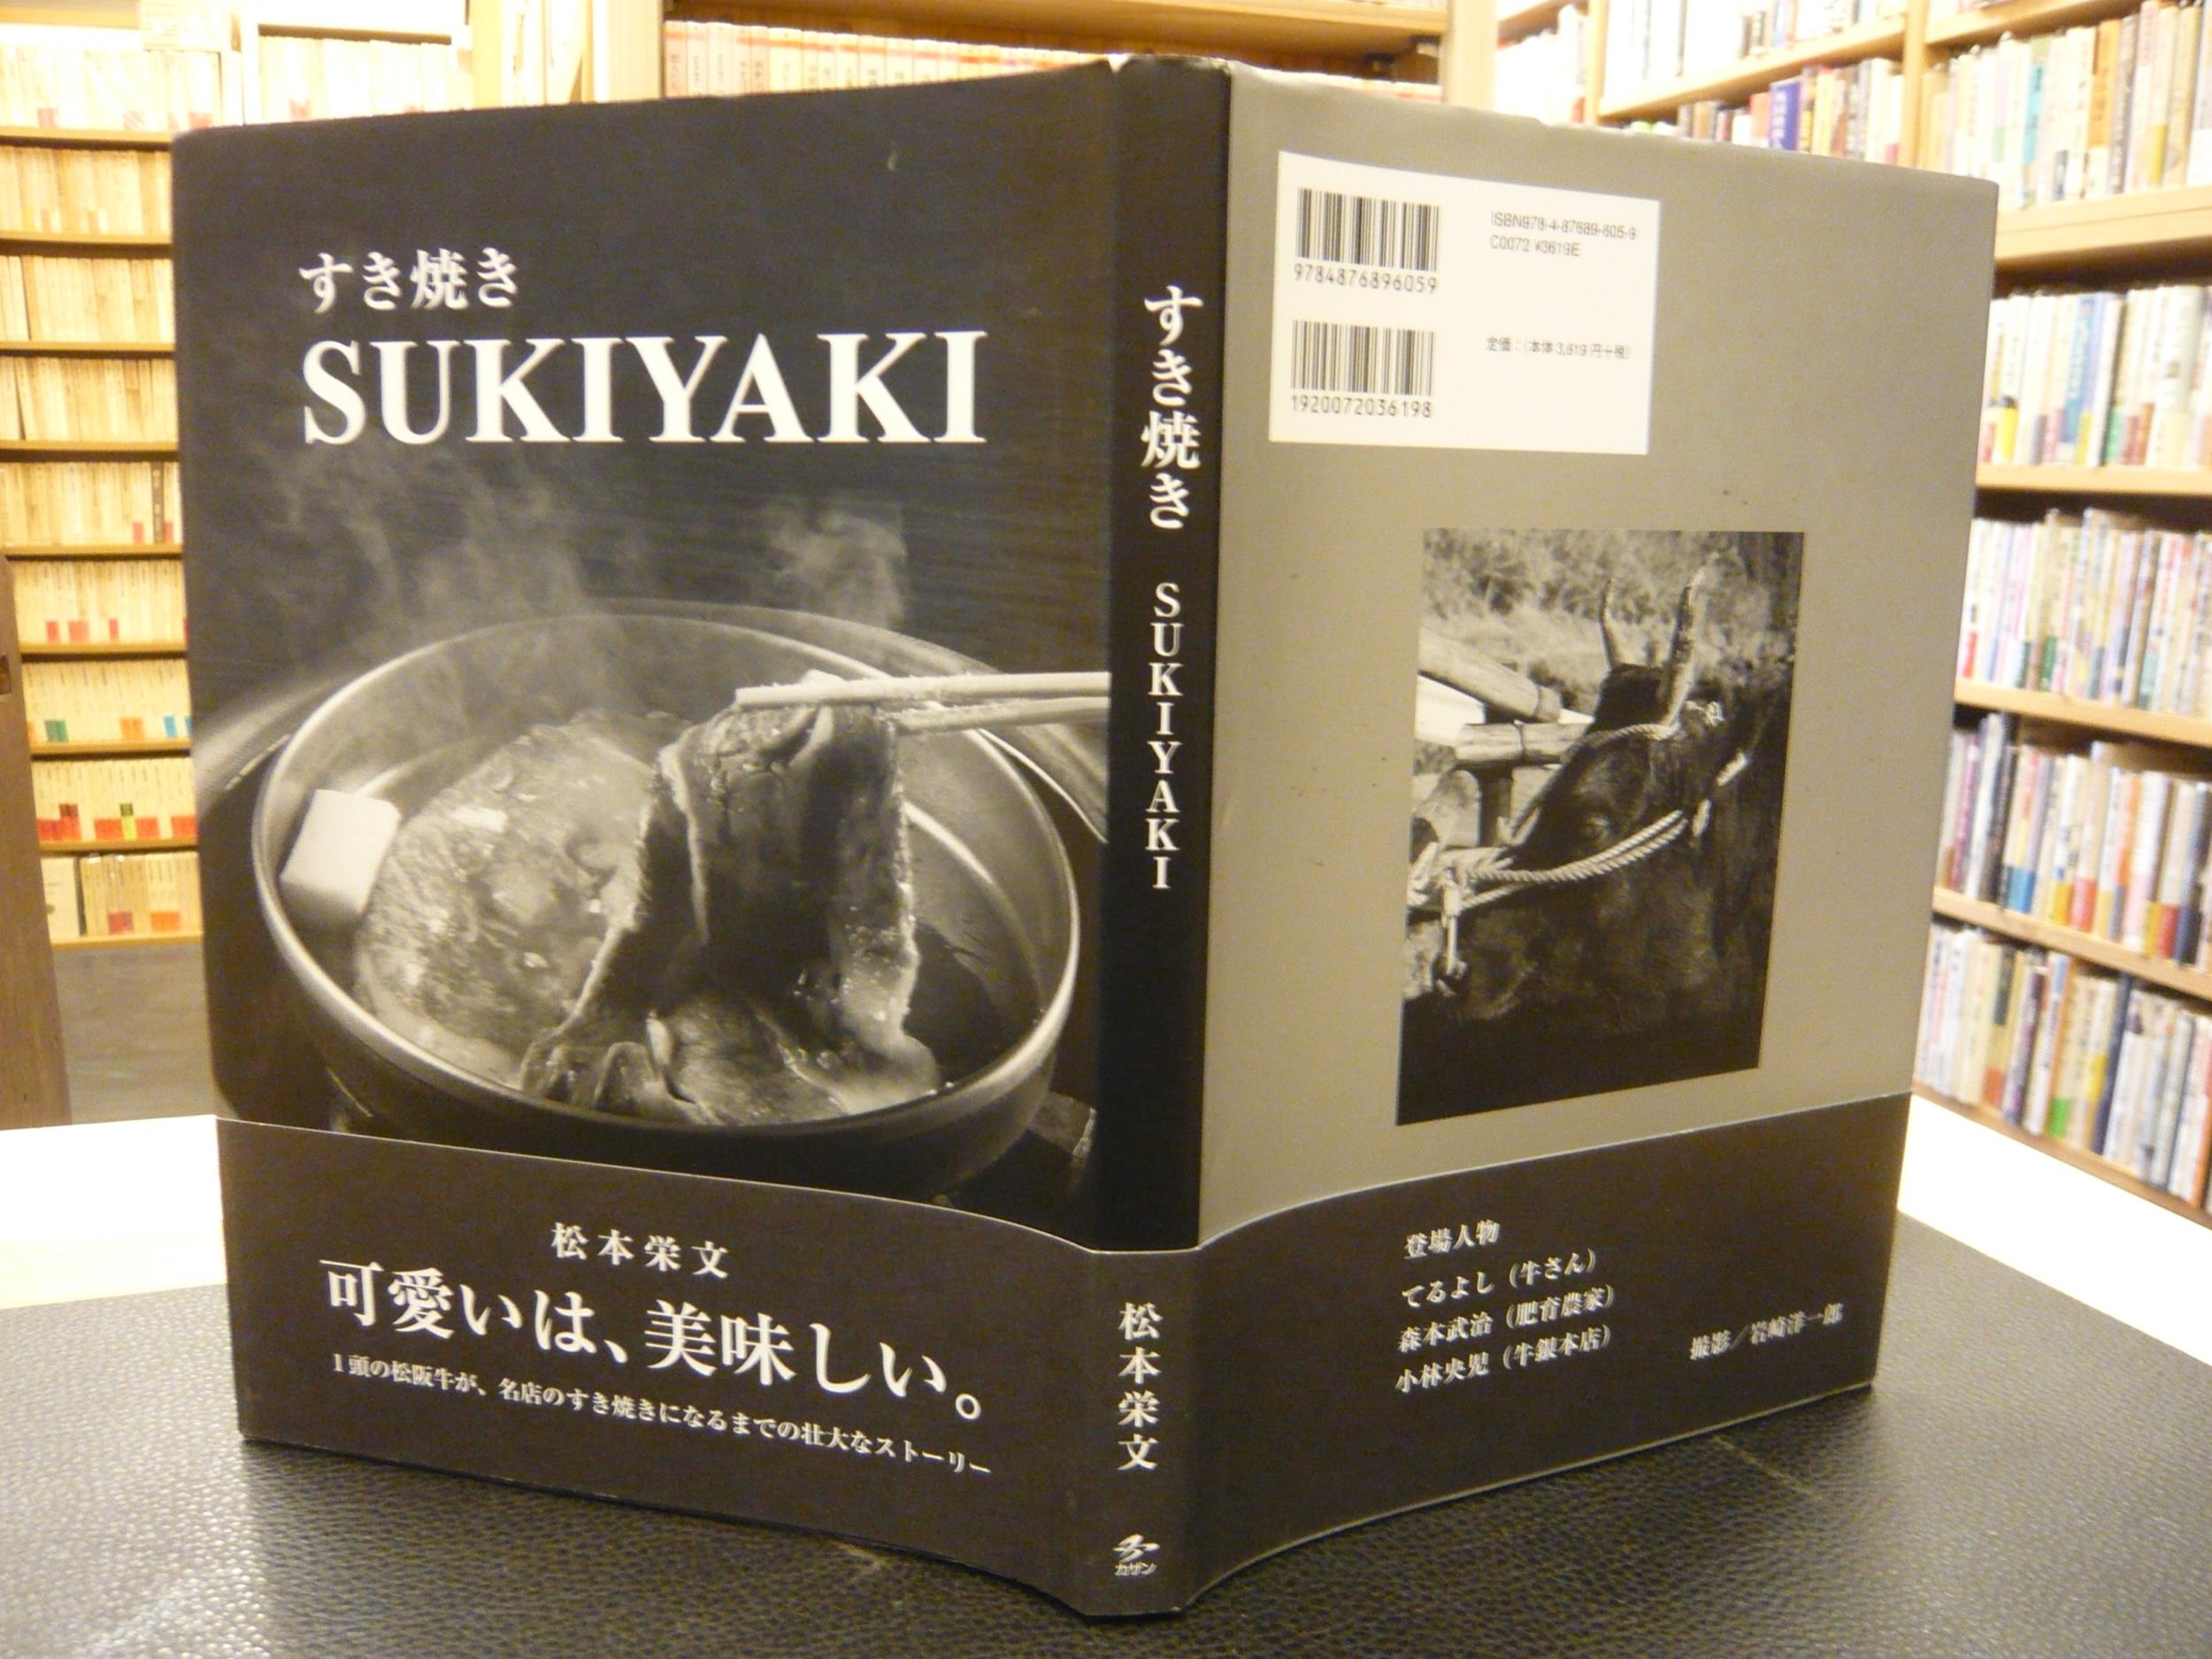 すき焼き
SUKIYAKI
松本栄文
可愛いは、美味しい。
1頭の松阪牛が、名店のすき焼きになるまでの壮大なストーリー
すき焼き SUKIYAKI
松本栄文
カザン
ISBN978-4-87689-605-9
C0072 ¥3619E
9784876896059
定価：（本体3,619円＋税）
1920072036198
登場人物
てるよし（牛さん）
森本武治（肥育農家）
小林央児（牛銀本店）
撮影／岩崎洋一郎